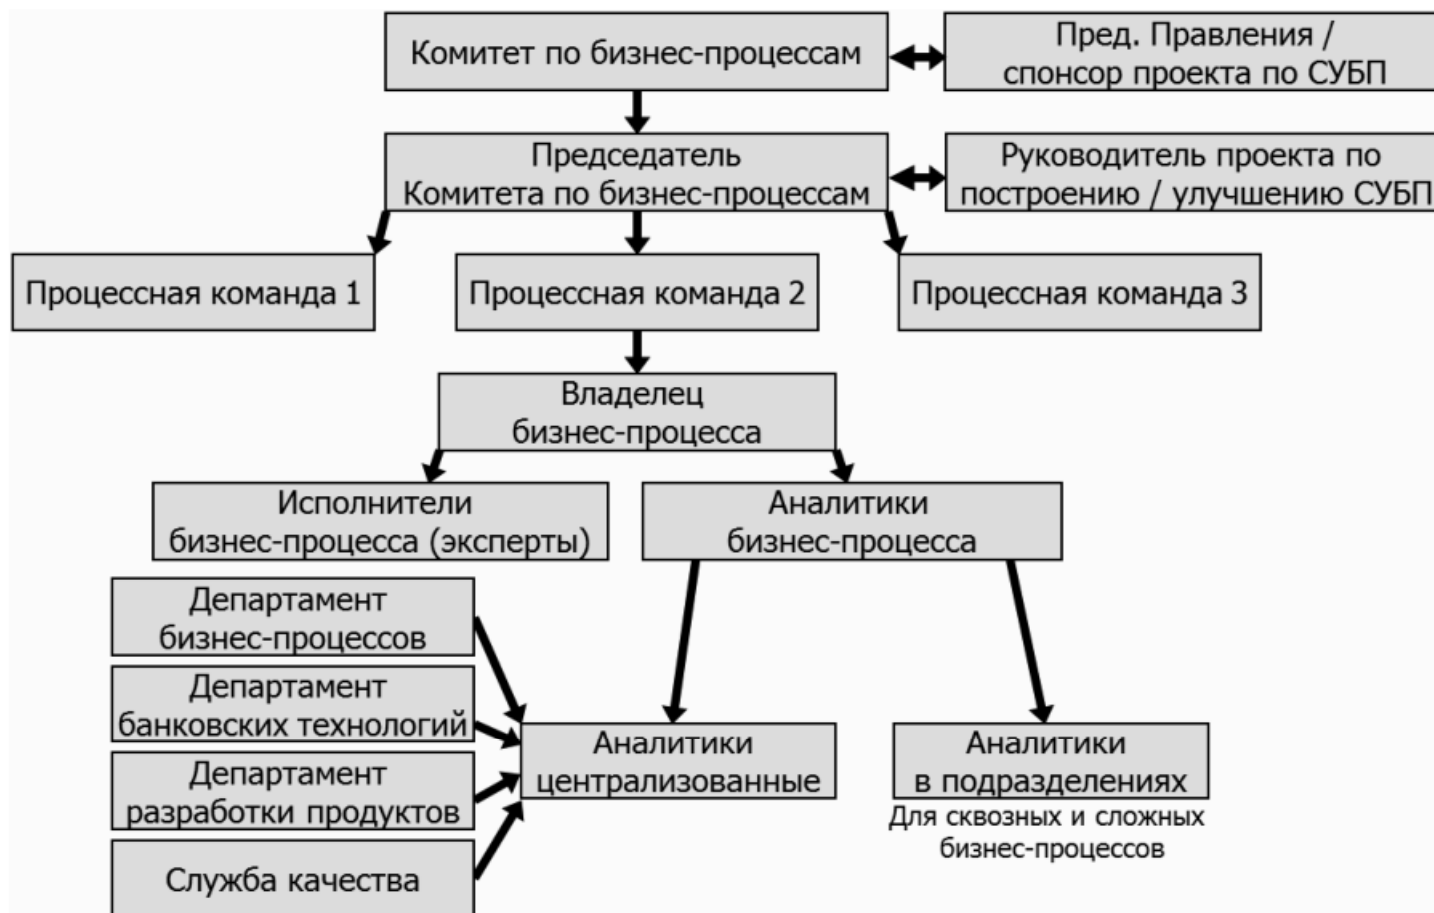 Комитет по бизнес-процессам
Пред. Правления /
спонсор проекта по СУБП
Председатель
Комитета по бизнес-процессам
Руководитель проекта по
построению / улучшению СУБП
Процессная команда 1
Процессная команда 2
Процессная команда 3
Владелец
бизнес-процесса
Исполнители
бизнес-процесса (эксперты)
Аналитики
бизнес-процесса
Департамент
бизнес-процессов
Департамент
банковских технологий
Департамент
разработки продуктов
Служба качества
Аналитики
централизованные
Аналитики
в подразделениях
Для сквозных и сложных
бизнес-процессов